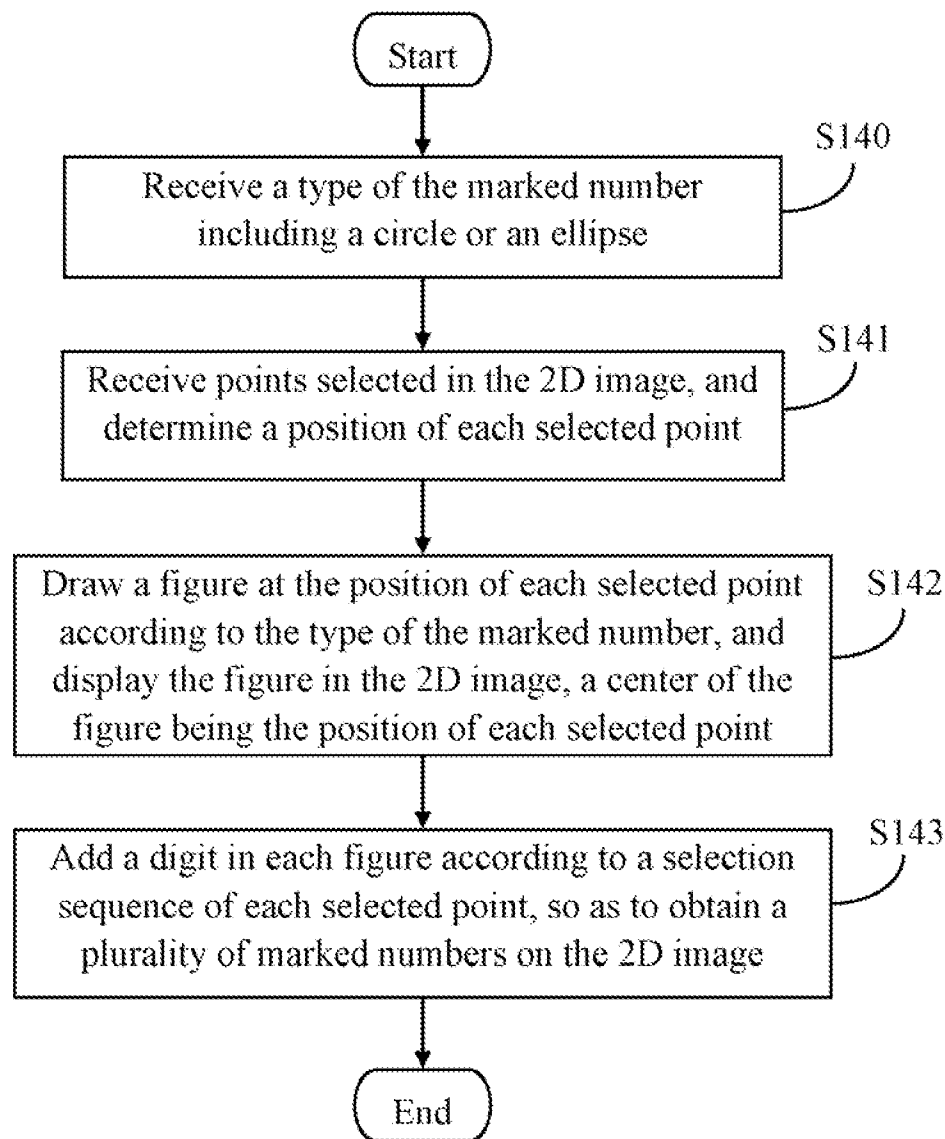 Start
S140
Receive a type of the marked number
including a circle or an ellipse
S141
Receive points selected in the 2D image, and
determine a position of each selected point
S142
Draw a figure at the position of each selected point
according to the type of the marked number, and
display the figure in the 2D image, a center of the
figure being the position of each selected point
S143
Add a digit in each figure according to a selection
sequence of each selected point, so as to obtain a
plurality of marked numbers on the 2D image
End